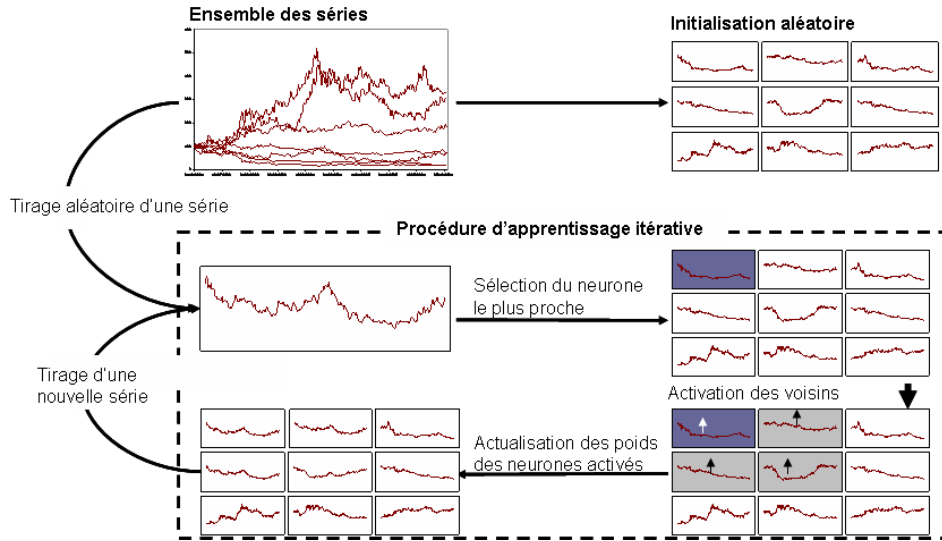 Ensemble des séries
Initialisation aléatoire
Tirage aléatoire d'une série
Procédure d'apprentissage itérative
Sélection du neurone
le plus proche
Tirage d'une
nouvelle série
Activation des voisins
Actualisation des poids
des neurones activés